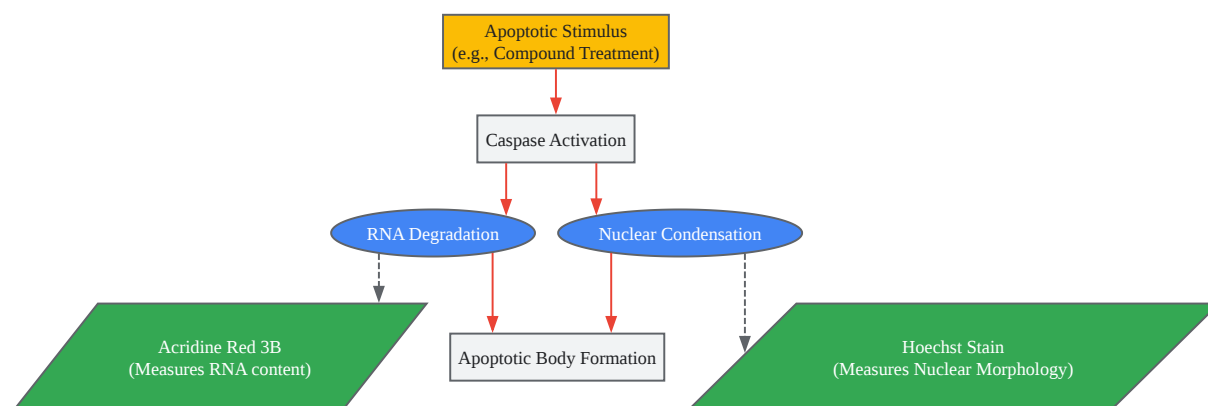 Apoptotic Stimulus
(e.g., Compound Treatment)
Caspase Activation
RNA Degradation
Nuclear Condensation
Acridine Red 3B
(Measures RNA content)
Apoptotic Body Formation
Hoechst Stain
(Measures Nuclear Morphology)